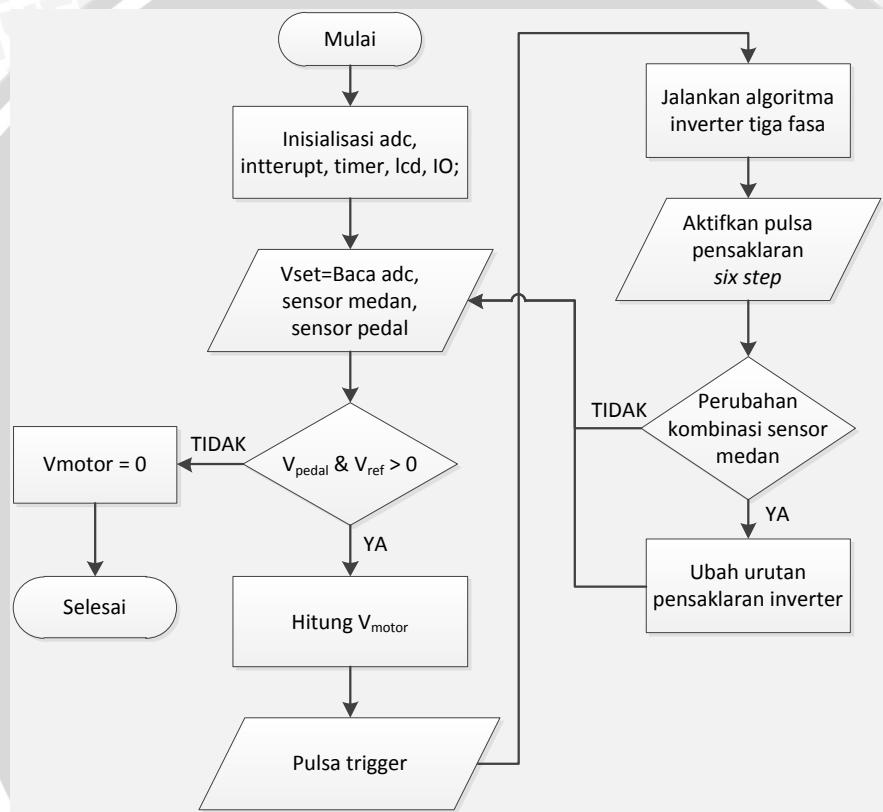 Mulai
Inisialisasi adc,
intterupt, timer, lcd, IO;
Vset=Baca adc,
sensor medan,
sensor pedal
TIDAK
Vpedal & Vref > 0
Vmotor = 0
YA
Selesai
Hitung Vmotor
Pulsa trigger
Jalankan algoritma
inverter tiga fasa
Aktifkan pulsa
pensaklaran
six step
TIDAK
Perubahan
kombinasi sensor
medan
YA
Ubah urutan
pensaklaran inverter